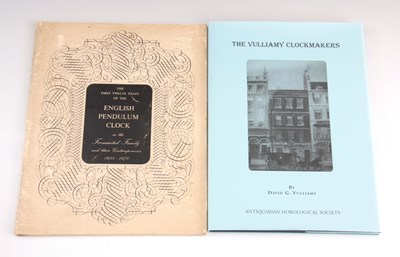 THE
FIRST TWELVE YEARS
OF THE
ENGLISH
PENDULUM
CLOCK
or the
Fromanteel Family
and their Contemporaries
1658-1670
THE VULLIAMY CLOCKMAKERS
BY
DAVID G. VULLIAMY
ANTIQUARIAN HOROLOGICAL SOCIETY